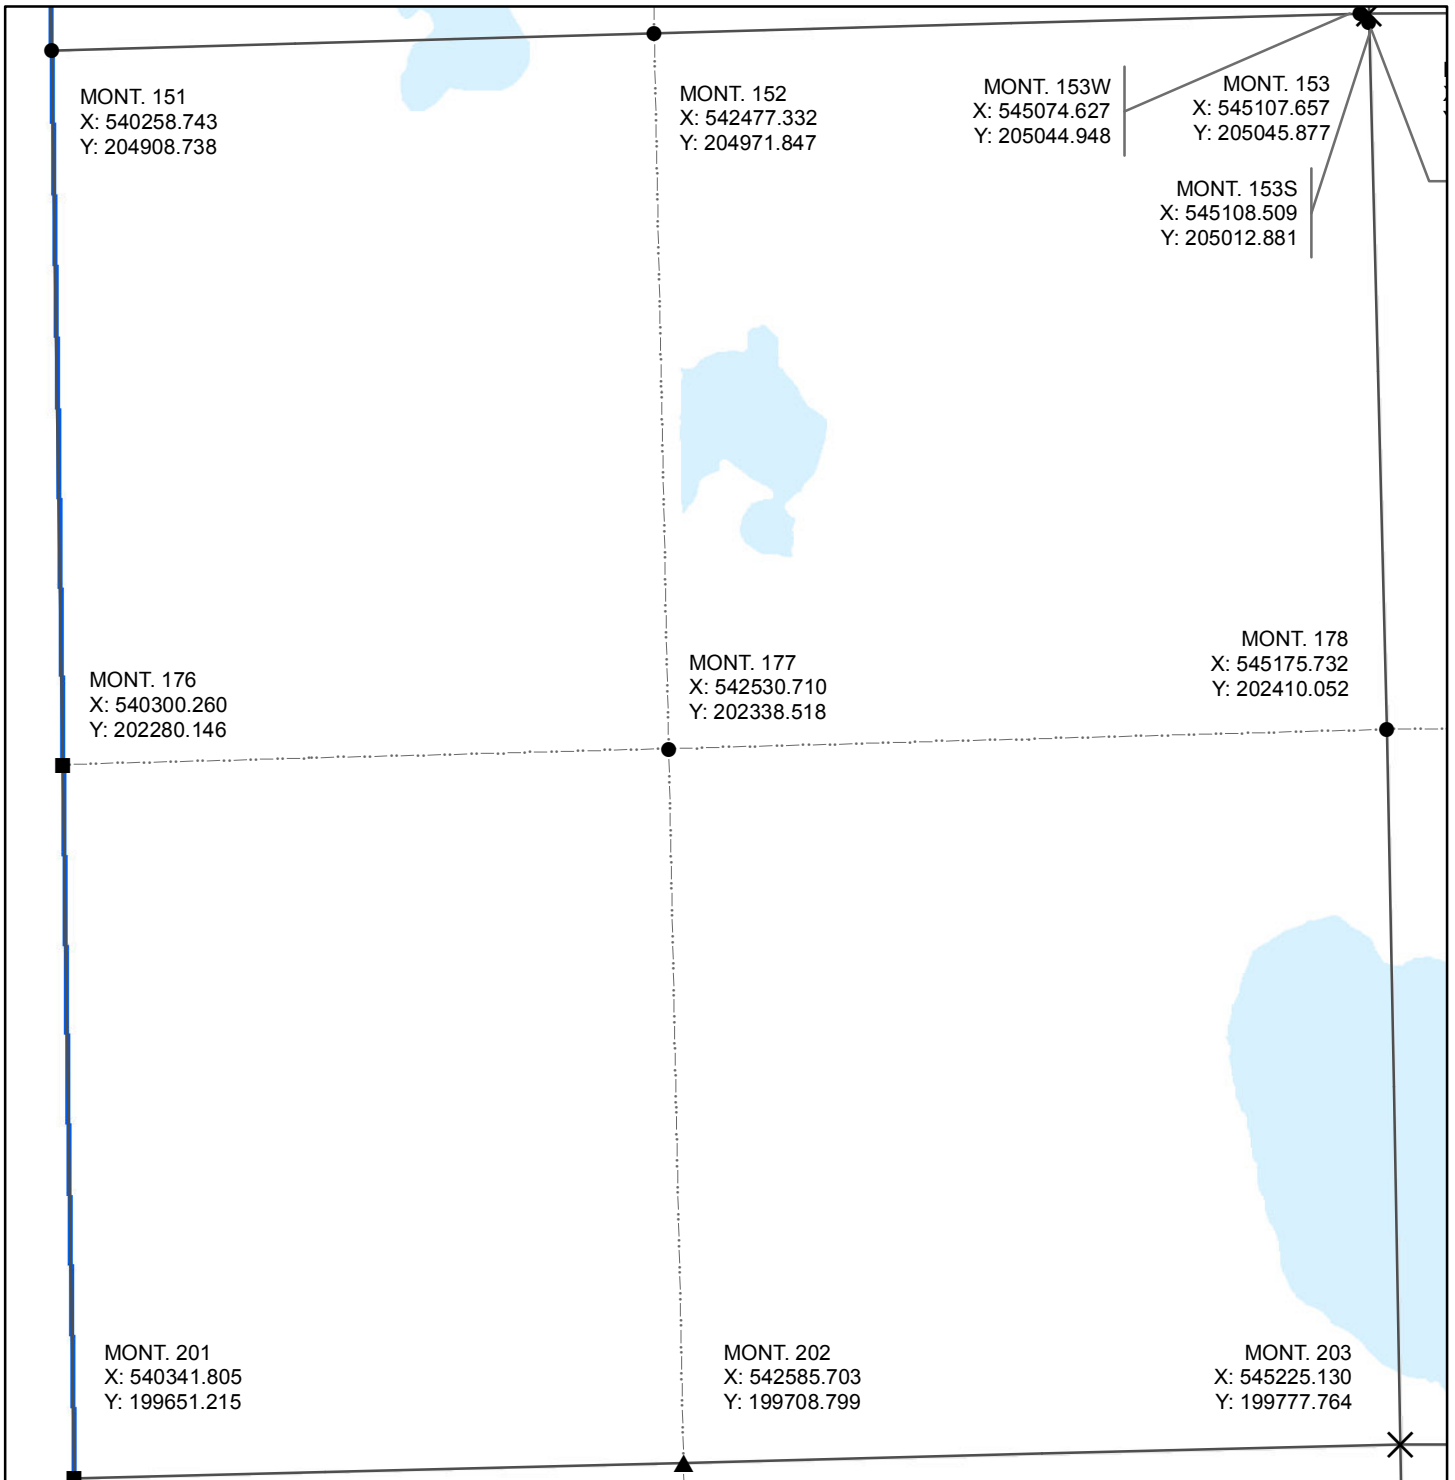 MONT. 151
X: 540258.743
Y: 204908.738
MONT. 152
X: 542477.332
Y: 204971.847
MONT. 153W
X: 545074.627
Y: 205044.948
MONT. 153
X: 545107.657
Y: 205045.877
MONT. 153S
X: 545108.509
Y: 205012.881
MONT. 176
X: 540300.260
Y: 202280.146
MONT. 177
X: 542530.710
Y: 202338.518
MONT. 178
X: 545175.732
Y: 202410.052
MONT. 201
X: 540341.805
Y: 199651.215
MONT. 202
X: 542585.703
Y: 199708.799
MONT. 203
X: 545225.130
Y: 199777.764